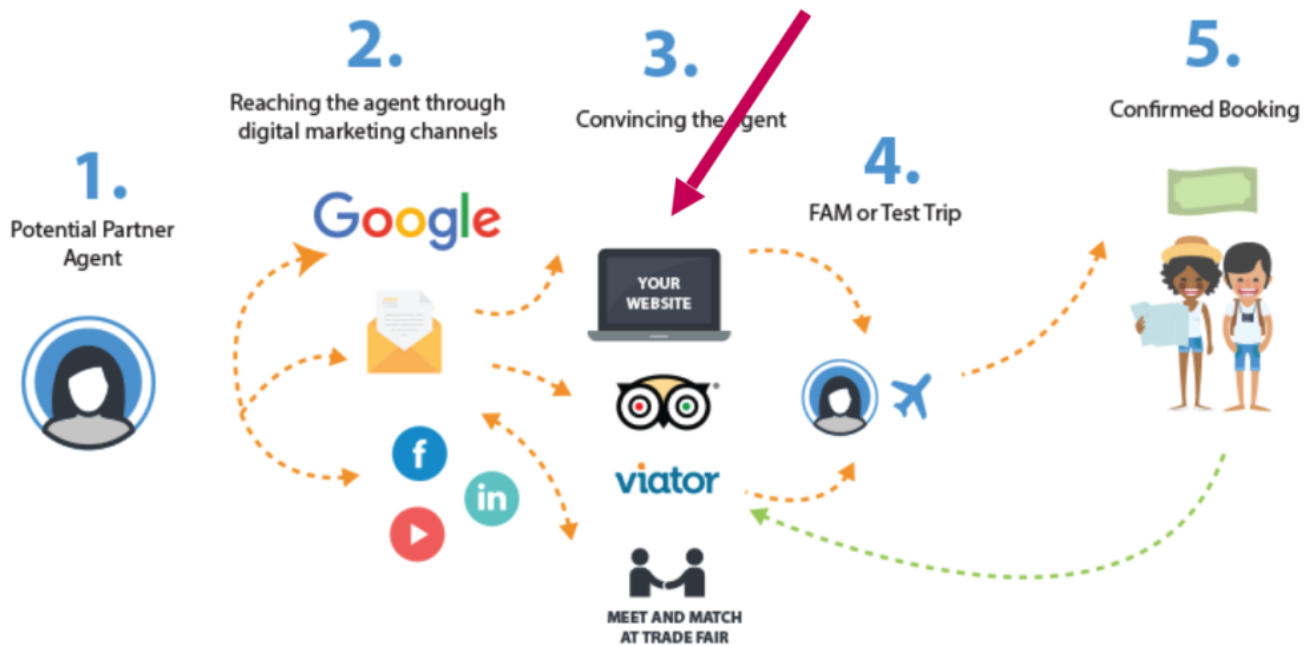 1.
Potential Partner
Agent
2.
Reaching the agent through
digital marketing channels
Google
f
in
3.
Convincing the agent
YOUR
WEBSITE
viator
MEET AND MATCH
AT TRADE FAIR
4.
FAM or Test Trip
5.
Confirmed Booking